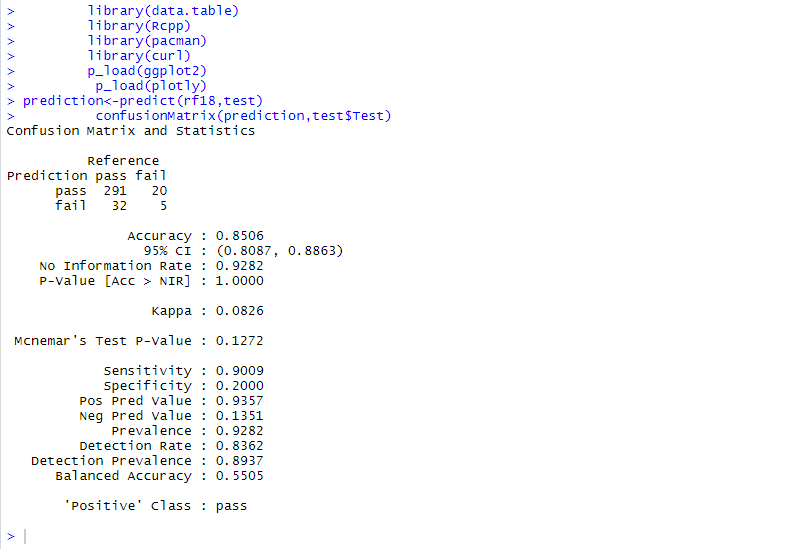 >         library(data.table)
>         library(Rcpp)
>         library(pacman)
>         library(curl)
>         p_load(ggplot2)
>          p_load(plotly)
> prediction<-predict(rf18,test)
>          confusionMatrix(prediction,test$Test)
Confusion Matrix and Statistics

          Reference
Prediction pass fail
      pass  291   20
      fail   32    5

               Accuracy : 0.8506
                 95% CI : (0.8087, 0.8863)
    No Information Rate : 0.9282
    P-Value [Acc > NIR] : 1.0000

                  Kappa : 0.0826

 Mcnemar's Test P-Value : 0.1272

            Sensitivity : 0.9009
            Specificity : 0.2000
         Pos Pred Value : 0.9357
         Neg Pred Value : 0.1351
             Prevalence : 0.9282
         Detection Rate : 0.8362
   Detection Prevalence : 0.8937
      Balanced Accuracy : 0.5505

       'Positive' Class : pass

>